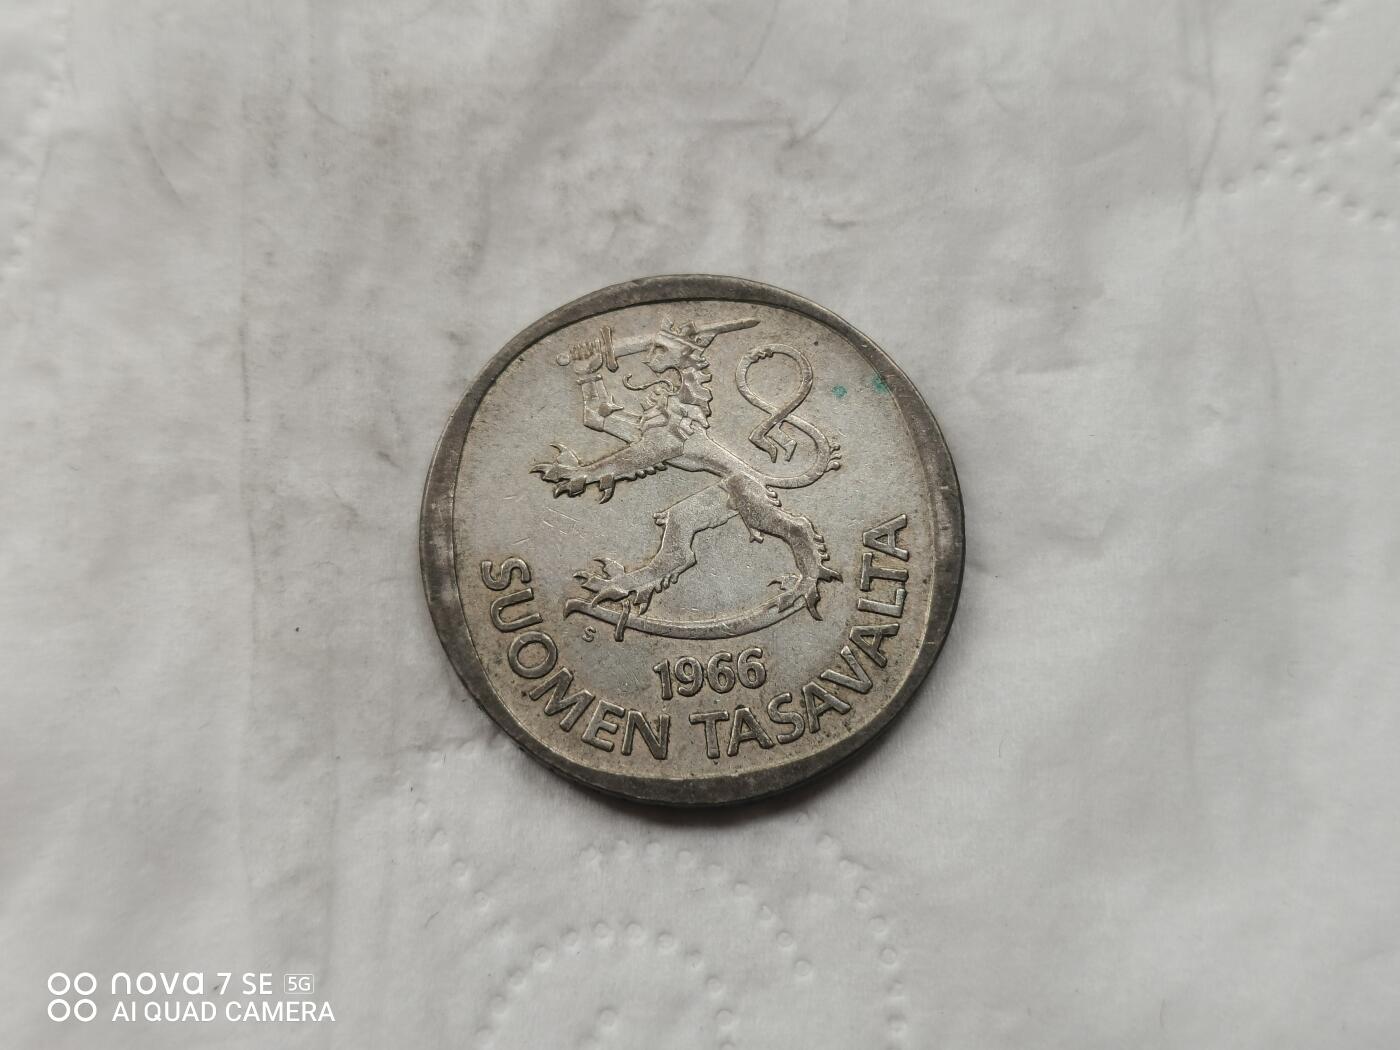 S
1966
SUOMEN TASAVALTA
nova 7 SE 5G
AI QUAD CAMERA